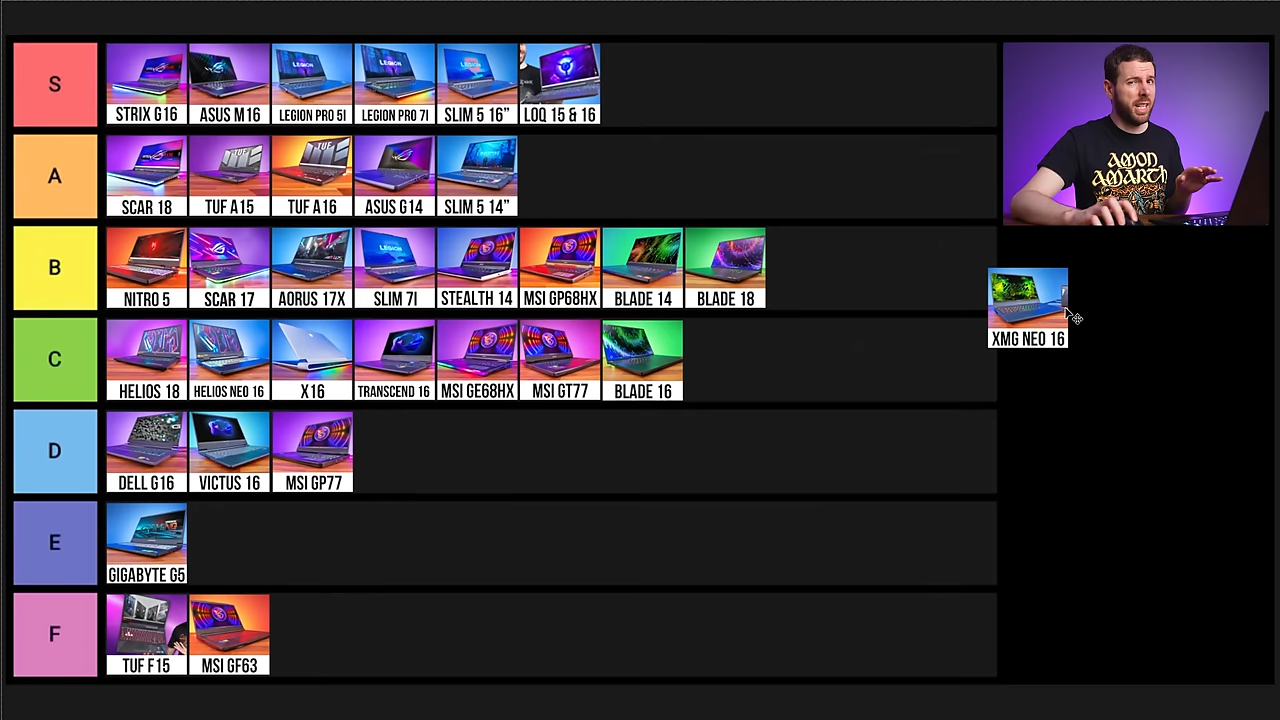 S
STRIX G16
ASUS M16
LEGION PRO 5I
LEGION PRO 7I
SLIM 5 16"
LOQ 15 & 16
A
SCAR 18
TUF A15
TUF A16
ASUS G14
SLIM 5 14"
B
NITRO 5
SCAR 17
AORUS 17X
SLIM 7I
STEALTH 14
MSI GP68HX
BLADE 14
BLADE 18
C
HELIOS 18
HELIOS NEO 16
X16
TRANSCEND 16
MSI GE68HX
MSI GT77
BLADE 16
D
DELL G16
VICTUS 16
MSI GP77
E
GIGABYTE G5
F
TUF F15
MSI GF63
AMON
AMARTH
XMG NEO 16